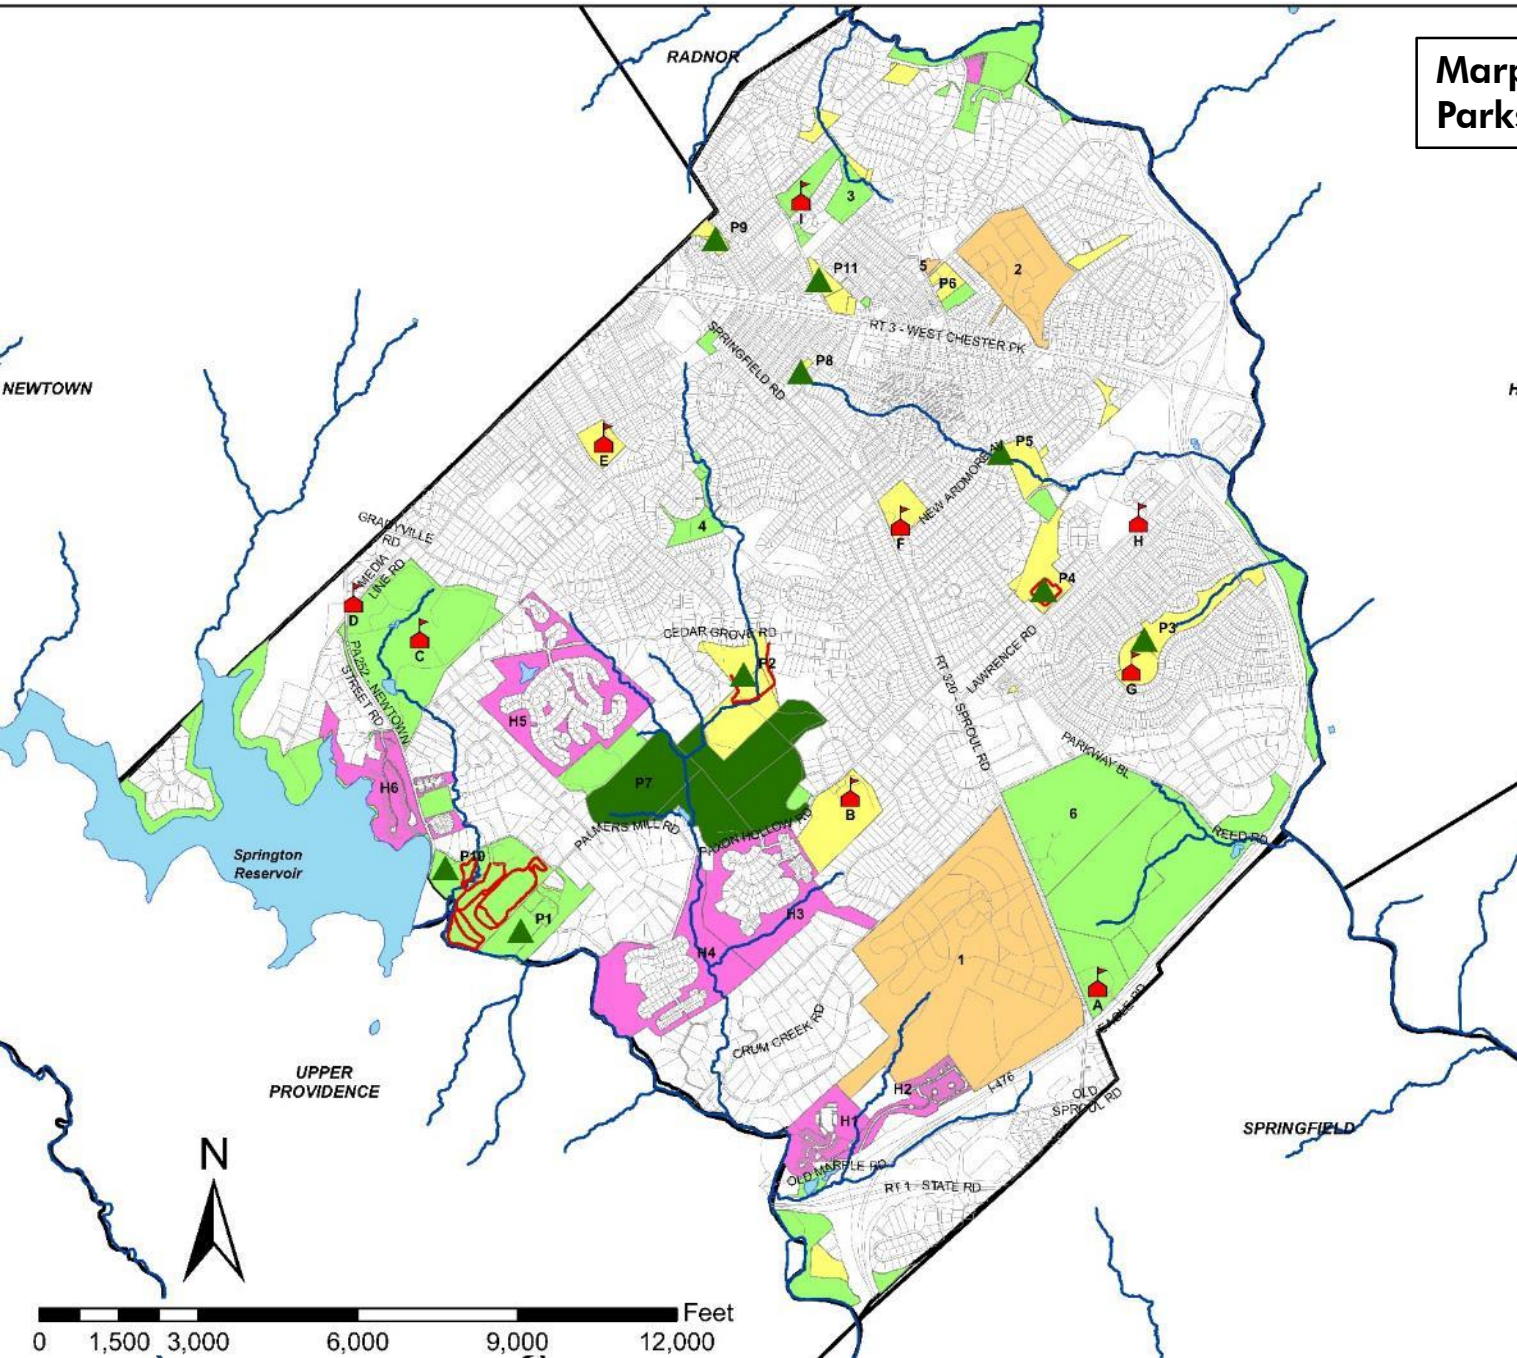 RADNOR
Marp
Parks
I
3
P9
P11
5
P6
2
RT 3 - WEST CHESTER PK
SPRINGFIELD RD
P8
NEWTOWN
H
E
P5
NEW ARDMORE AV
F
H
4
GRADYVILLE
RD
MEDIA
LINE RD
D
C
P4
CEDAR GROVE RD
P2
P3
G
LAWRENCE RD
RT 320 - SPROUL RD
PA 252 - NEWTOWN
STREET RD
H5
PARKWAY BL
P7
H6
B
6
PALMERS MILL RD
PAXON HOLLOW RD
REED RD
Springton
Reservoir
P10
P1
H3
H4
1
A
EAGLE RD
CRUM CREEK RD
UPPER
PROVIDENCE
H2
I-476
OLD
SPROUL RD
H1
SPRINGFIELD
OLD MARPLE RD
RT 1 - STATE RD
N
Feet
0 1,500 3,000 6,000 9,000 12,000